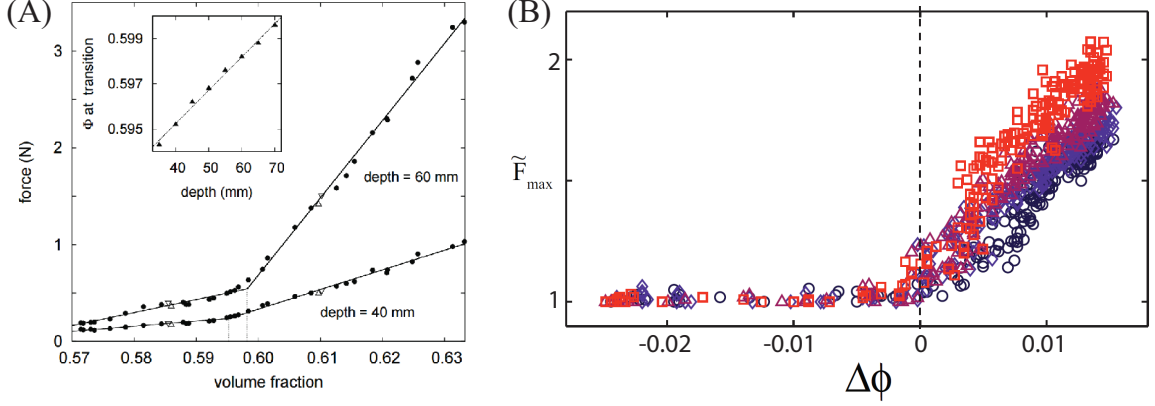 (A)
3
2
1
0
force (N)
0.57
0.58
0.59
0.60
0.61
0.62
0.63
volume fraction
depth = 60 mm
depth = 40 mm
0.599
0.597
0.595
Φ at transition
40
50
60
70
depth (mm)
(B)
2
1
F̃max
-0.02
-0.01
0
0.01
Δϕ